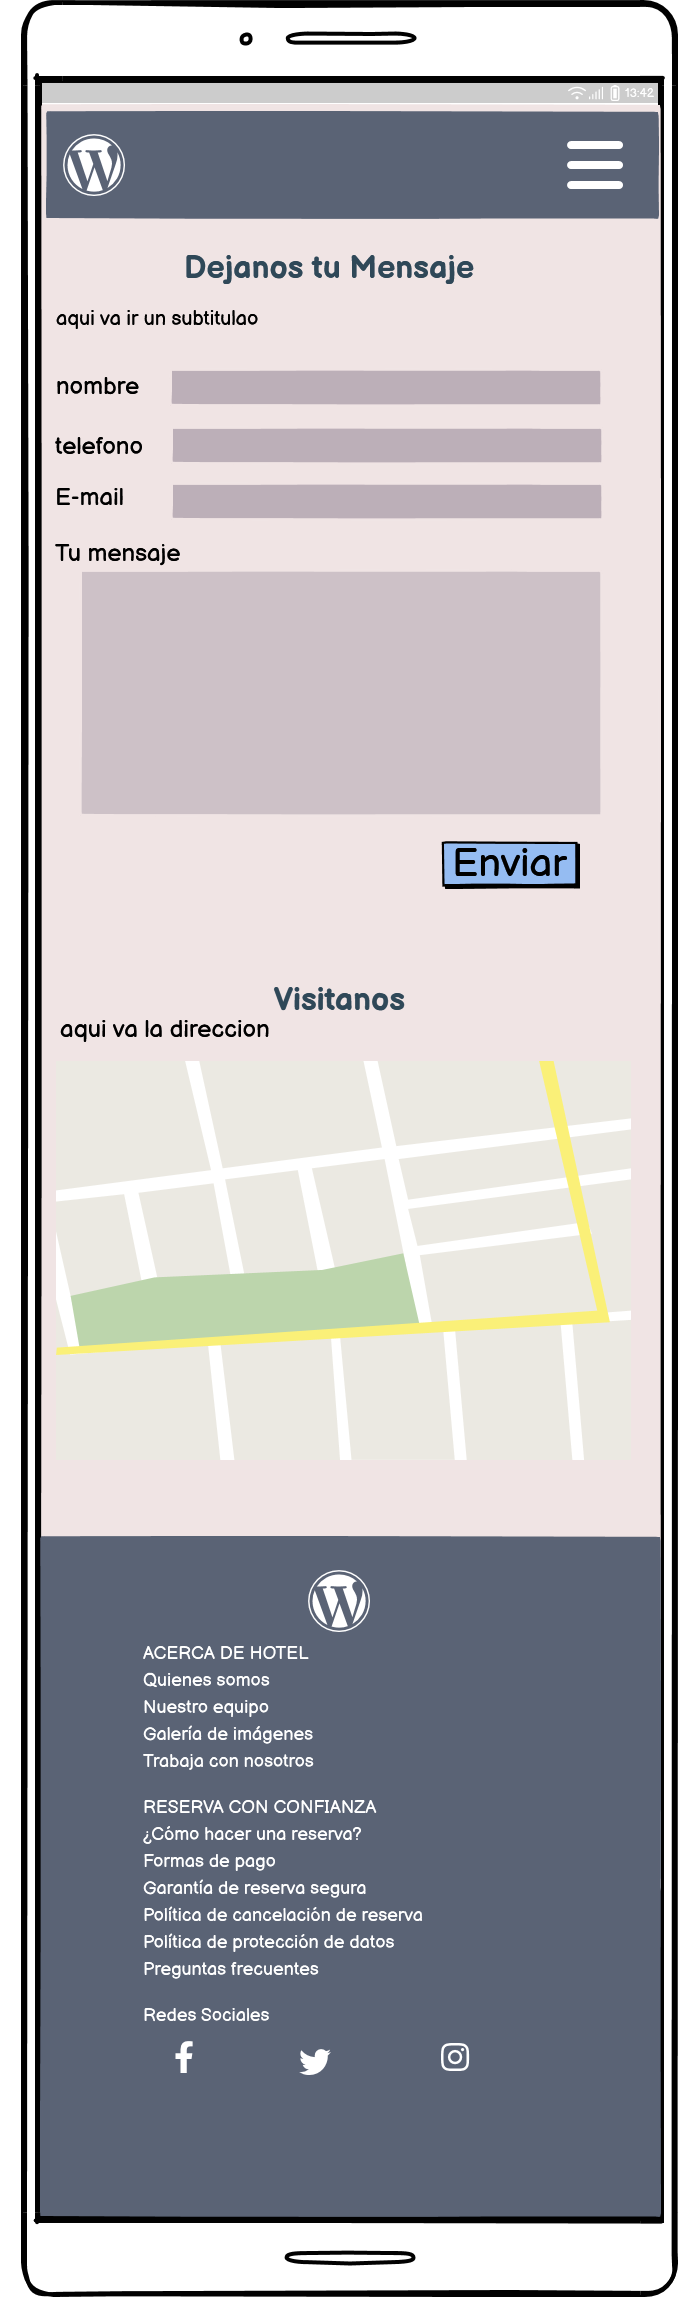 13:42
Dejanos tu Mensaje
aqui va ir un subtitulao
nombre
telefono
E-mail
Tu mensaje
Enviar
Visitanos
aqui va la direccion
ACERCA DE HOTEL
Quienes somos
Nuestro equipo
Galería de imágenes
Trabaja con nosotros
RESERVA CON CONFIANZA
¿Cómo hacer una reserva?
Formas de pago
Garantía de reserva segura
Política de cancelación de reserva
Política de protección de datos
Preguntas frecuentes
Redes Sociales